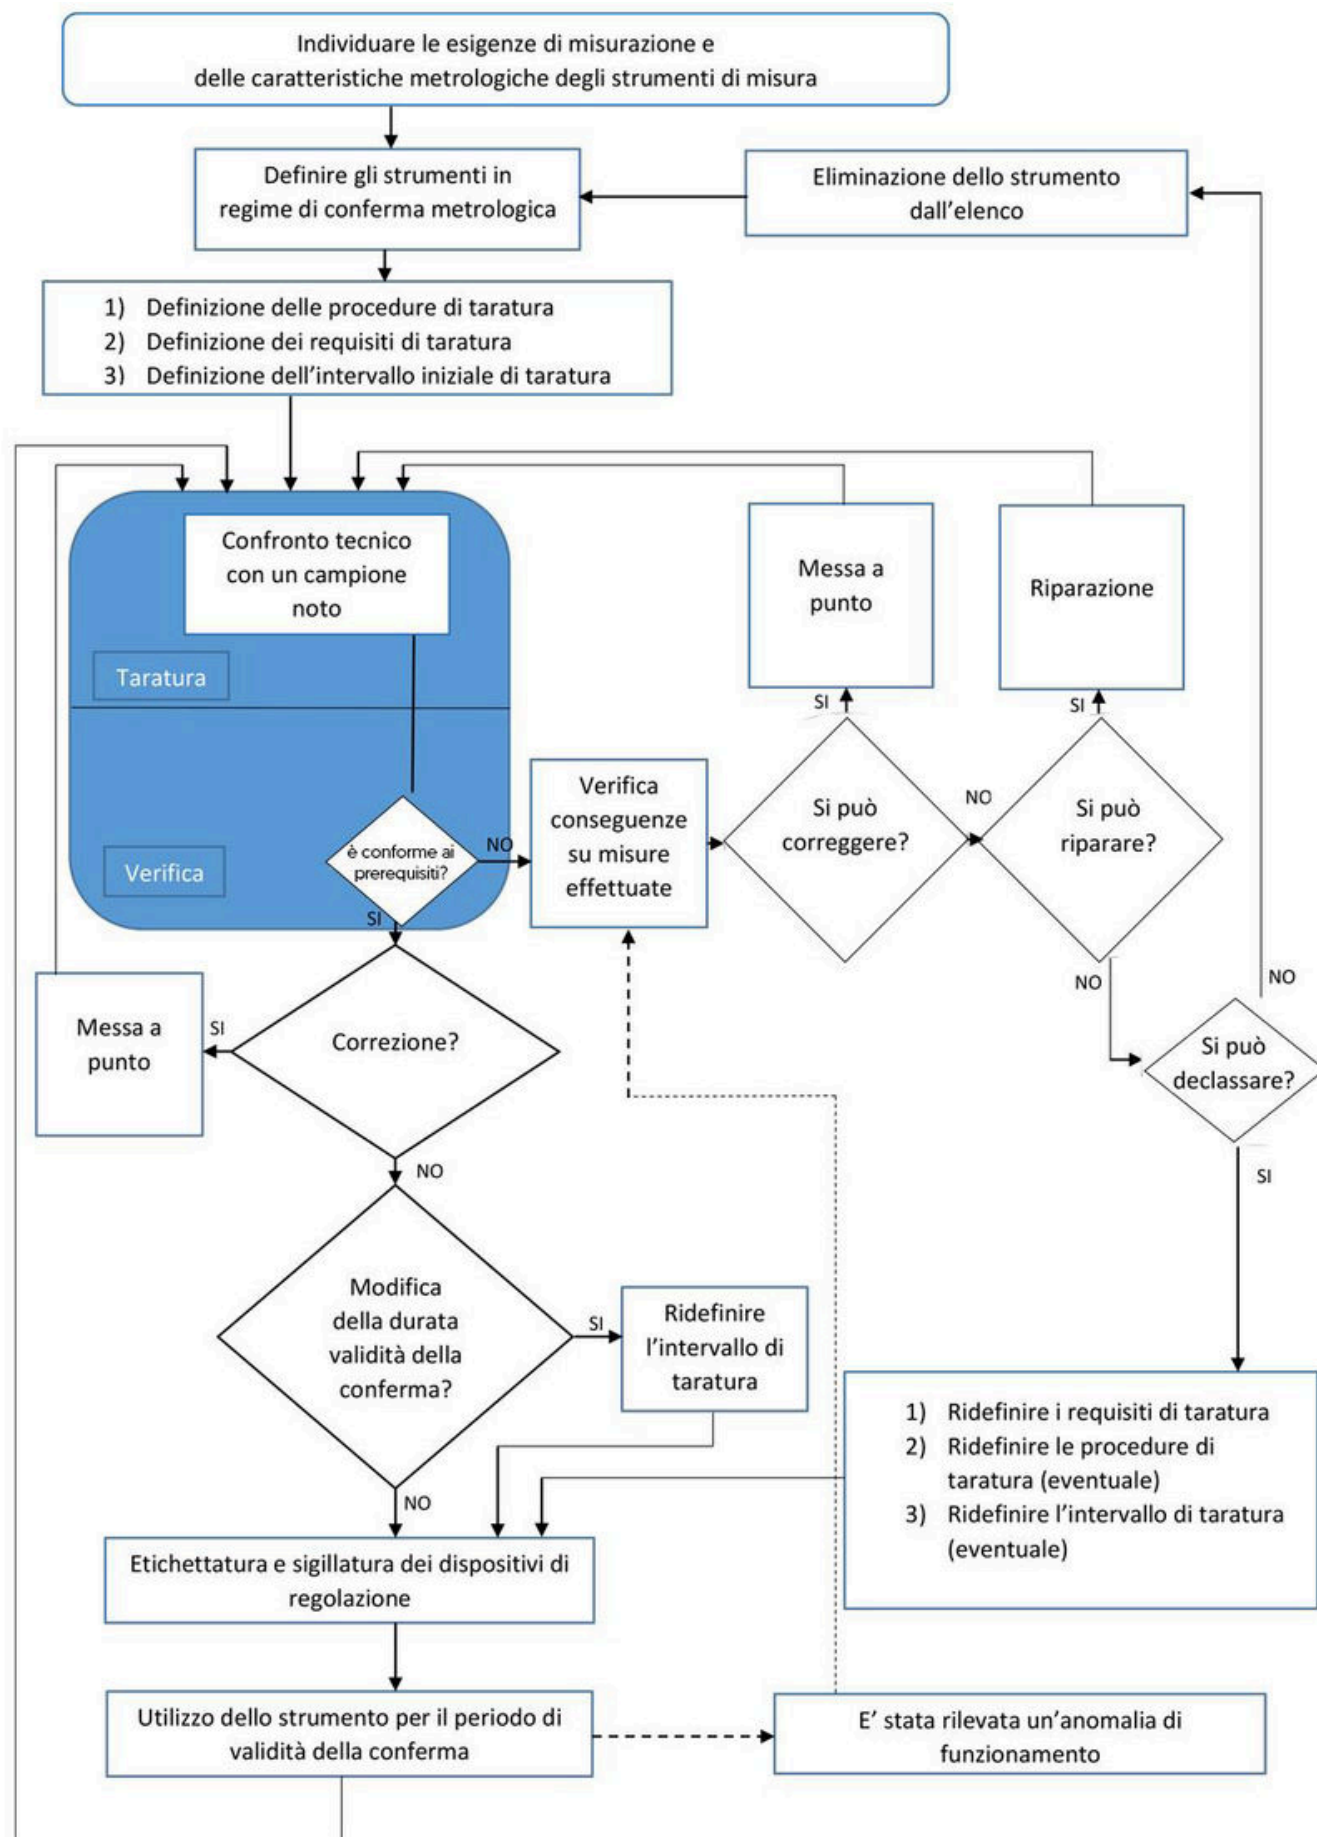 Individuare le esigenze di misurazione e
delle caratteristiche metrologiche degli strumenti di misura
Definire gli strumenti in
regime di conferma metrologica
Eliminazione dello strumento
dall'elenco
1) Definizione delle procedure di taratura
2) Definizione dei requisiti di taratura
3) Definizione dell'intervallo iniziale di taratura
Confronto tecnico
con un campione
noto
Taratura
Messa a
punto
Riparazione
SI
SI
Verifica
conseguenze
su misure
effettuate
Si può
correggere?
NO
Si può
riparare?
è conforme ai
prerequisiti?
NO
Verifica
SI
NO
NO
Messa a
punto
SI
Correzione?
Si può
declassare?
NO
SI
Modifica
della durata
validità della
conferma?
SI
Ridefinire
l'intervallo di
taratura
1) Ridefinire i requisiti di taratura
2) Ridefinire le procedure di
taratura (eventuale)
3) Ridefinire l'intervallo di taratura
(eventuale)
NO
Etichettatura e sigillatura dei dispositivi di
regolazione
Utilizzo dello strumento per il periodo di
validità della conferma
E' stata rilevata un'anomalia di
funzionamento